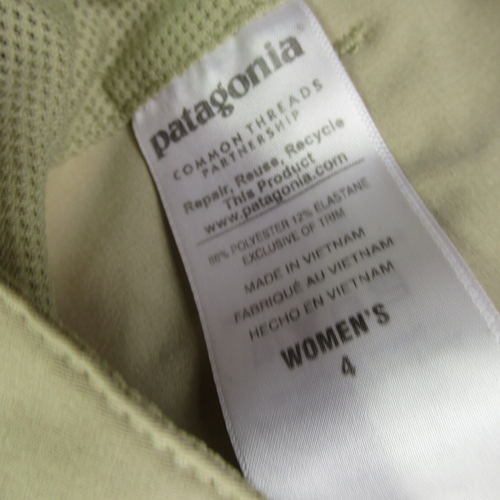 patagonia
COMMON THREADS
PARTNERSHIP
Repair, Reuse, Recycle
This Product
www.patagonia.com
88% POLYESTER 12% ELASTANE
EXCLUSIVE OF TRIM
MADE IN VIETNAM
FABRIQUÉ AU VIETNAM
HECHO EN VIETNAM
WOMEN'S
4